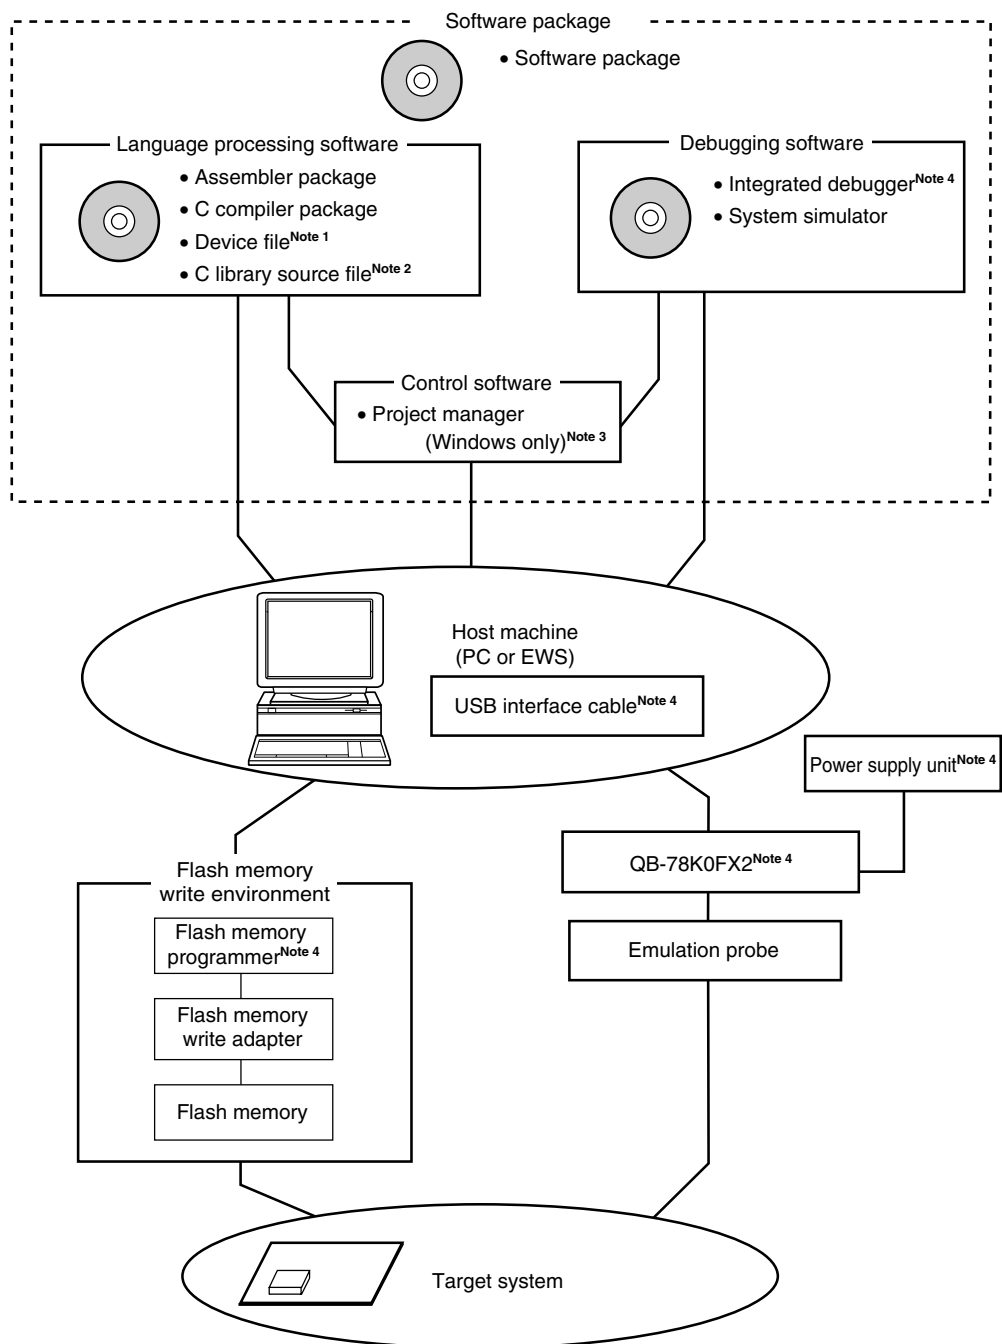 Software package
• Software package
Language processing software
• Assembler package
• C compiler package
• Device fileNote 1
• C library source fileNote 2
Debugging software
• Integrated debuggerNote 4
• System simulator
Control software
• Project manager
(Windows only)Note 3
Host machine
(PC or EWS)
USB interface cableNote 4
Power supply unitNote 4
QB-78K0FX2Note 4
Emulation probe
Flash memory
write environment
Flash memory
programmerNote 4
Flash memory
write adapter
Flash memory
Target system